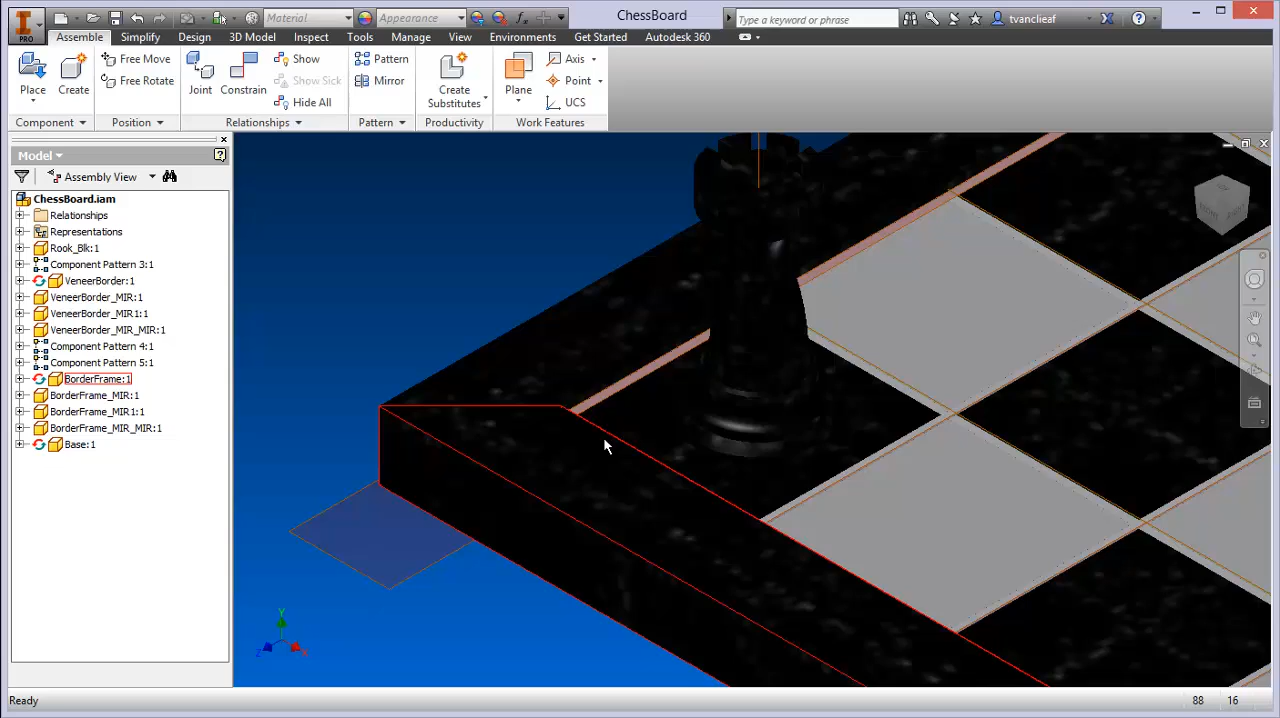 PRO
Material
Appearance
ChessBoard
Type a keyword or phrase
tvanclieaf
Assemble Simplify Design 3D Model Inspect Tools Manage View Environments Get Started Autodesk 360
Place
Create
Free Move
Free Rotate
Joint
Constrain
Show
Show Sick
Hide All
Pattern
Mirror
Create
Substitutes
Plane
Axis
Point
UCS
Component Position Relationships Pattern Productivity Work Features
Model
Assembly View
ChessBoard.iam
Relationships
Representations
Rook_Blk:1
Component Pattern 3:1
VeneerBorder:1
VeneerBorder_MIR:1
VeneerBorder_MIR1:1
VeneerBorder_MIR_MIR:1
Component Pattern 4:1
Component Pattern 5:1
BorderFrame:1
BorderFrame_MIR:1
BorderFrame_MIR1:1
BorderFrame_MIR_MIR:1
Base:1
Y
Z
Ready
88 16